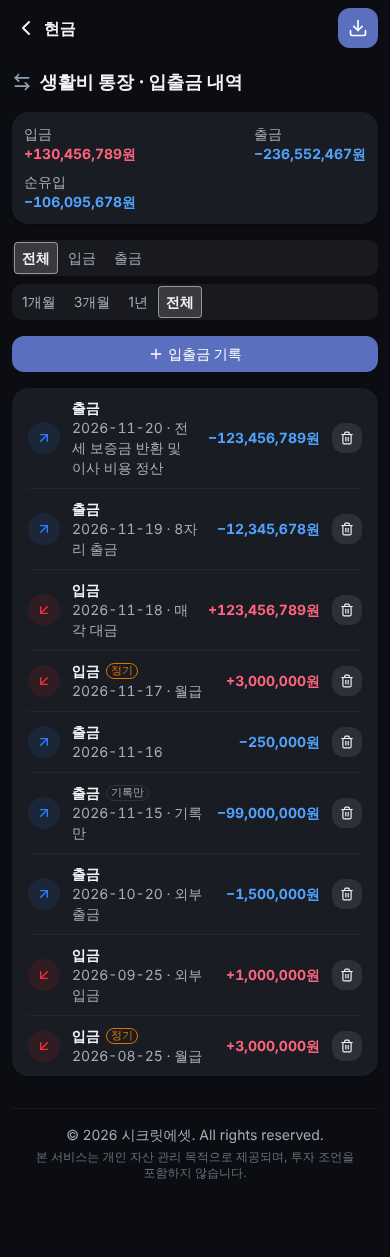 현금
생활비 통장 · 입출금 내역
입금 출금
+130,456,789원 −236,552,467원
순유입
−106,095,678원
전체 입금 출금
1개월 3개월 1년 전체
+ 입출금 기록
출금
2026-11-20 · 전
세 보증금 반환 및
이사 비용 정산
−123,456,789원
출금
2026-11-19 · 8자
리 출금
−12,345,678원
입금
2026-11-18 · 매
각 대금
+123,456,789원
입금 정기
2026-11-17 · 월급
+3,000,000원
출금
2026-11-16
−250,000원
출금 기록만
2026-11-15 · 기록
만
−99,000,000원
출금
2026-10-20 · 외부
출금
−1,500,000원
입금
2026-09-25 · 외부
입금
+1,000,000원
입금 정기
2026-08-25 · 월급
+3,000,000원
© 2026 시크릿에셋. All rights reserved.
본 서비스는 개인 자산 관리 목적으로 제공되며, 투자 조언을
포함하지 않습니다.